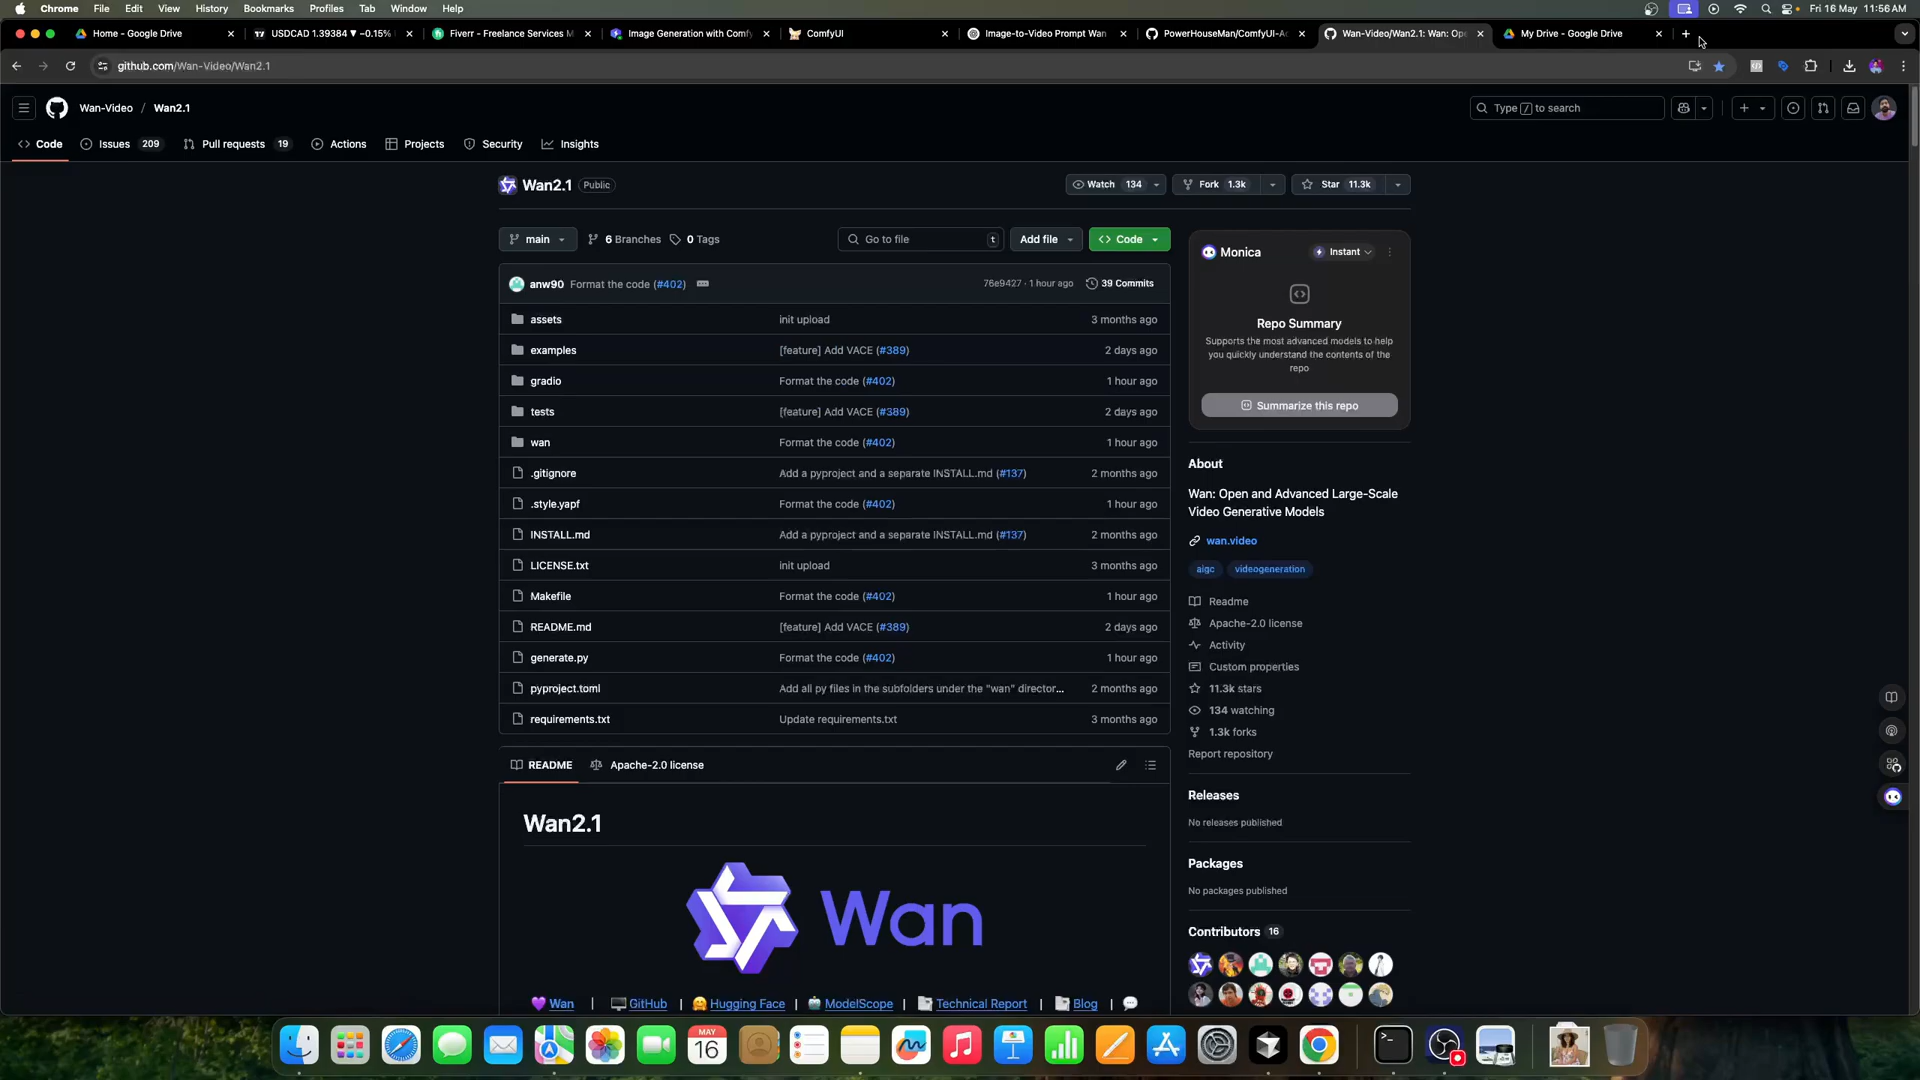 Chrome File Edit View History Bookmarks Profiles Tab Window Help Fri 16 May 11:56 AM
Home - Google Drive USDCAD 1.39384 ▼ −0.15% Fiverr - Freelance Services M Image Generation with Comfy ComfyUI Image-to-Video Prompt Wan PowerHouseMan/ComfyUI-A Wan-Video/Wan2.1: Wan: Ope My Drive - Google Drive
github.com/Wan-Video/Wan2.1
Wan-Video / Wan2.1 Type / to search
Code Issues 209 Pull requests 19 Actions Projects Security Insights
Wan2.1 Public Watch 134 Fork 1.3k Star 11.3k
main 6 Branches 0 Tags Go to file t Add file Code
anw90 Format the code (#402) 76e9427 · 1 hour ago 39 Commits
assets init upload 3 months ago
examples [feature] Add VACE (#389) 2 days ago
gradio Format the code (#402) 1 hour ago
tests [feature] Add VACE (#389) 2 days ago
wan Format the code (#402) 1 hour ago
.gitignore Add a pyproject and a separate INSTALL.md (#137) 2 months ago
.style.yapf Format the code (#402) 1 hour ago
INSTALL.md Add a pyproject and a separate INSTALL.md (#137) 2 months ago
LICENSE.txt init upload 3 months ago
Makefile Format the code (#402) 1 hour ago
README.md [feature] Add VACE (#389) 2 days ago
generate.py Format the code (#402) 1 hour ago
pyproject.toml Add all py files in the subfolders under the "wan" director... 2 months ago
requirements.txt Update requirements.txt 3 months ago
README Apache-2.0 license
Wan2.1
Wan
Wan | GitHub | Hugging Face | ModelScope | Technical Report | Blog |
Monica Instant
Repo Summary
Supports the most advanced models to help
you quickly understand the contents of the
repo
Summarize this repo
About
Wan: Open and Advanced Large-Scale
Video Generative Models
wan.video
aigc videogeneration
Readme
Apache-2.0 license
Activity
Custom properties
11.3k stars
134 watching
1.3k forks
Report repository
Releases
No releases published
Packages
No packages published
Contributors 16
MAY
16